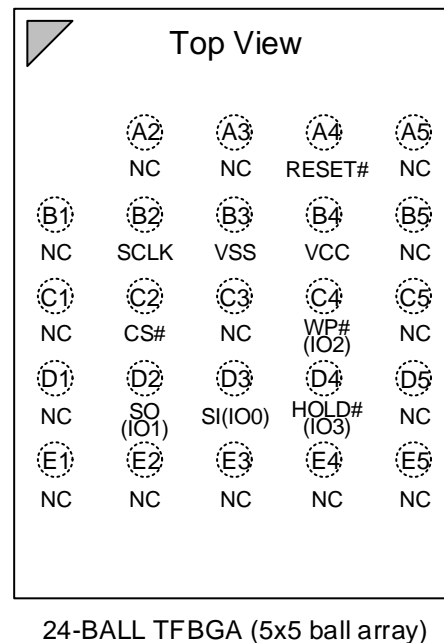 Top View
A2 A3 A4 A5
NC NC RESET# NC
B1 B2 B3 B4 B5
NC SCLK VSS VCC NC
C1 C2 C3 C4 C5
NC CS# NC WP# NC
(IO2)
D1 D2 D3 D4 D5
NC SO SI(IO0) HOLD# NC
(IO1) (IO3)
E1 E2 E3 E4 E5
NC NC NC NC NC
24-BALL TFBGA (5x5 ball array)